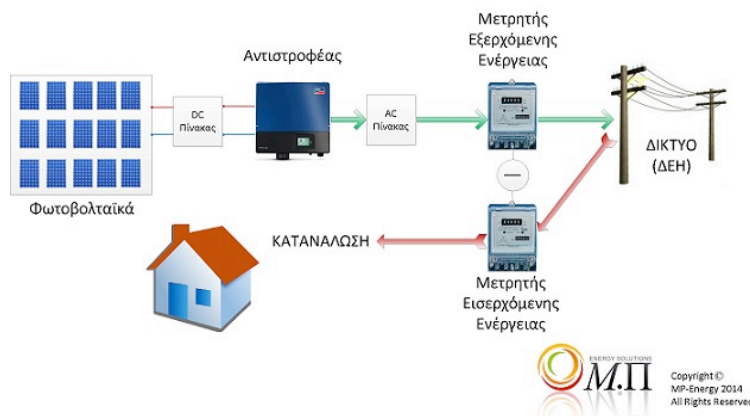 Μετρητής
Εξερχόμενης
Ενέργειας
Αντιστροφέας
DC
Πίνακας
AC
Πίνακας
ΔΙΚΤΥΟ
(ΔΕΗ)
Φωτοβολταϊκά
ΚΑΤΑΝΑΛΩΣΗ
Μετρητής
Εισερχόμενης
Ενέργειας
ENERGY SOLUTIONS
Μ.Π
Copyright ©
MP-Energy 2014
All Rights Reserved